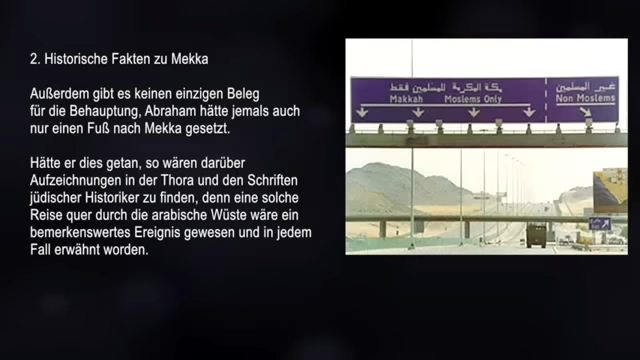 2. Historische Fakten zu Mekka
Außerdem gibt es keinen einzigen Beleg
für die Behauptung, Abraham hätte jemals auch
nur einen Fuß nach Mekka gesetzt.
Hätte er dies getan, so wären darüber
Aufzeichnungen in der Thora und den Schriften
jüdischer Historiker zu finden, denn eine solche
Reise quer durch die arabische Wüste wäre ein
bemerkenswertes Ereignis gewesen und in jedem
Fall erwähnt worden.
مكة المكرمة للمسلمين فقط
Makkah Moslems Only
غير المسلمين
Non Moslems